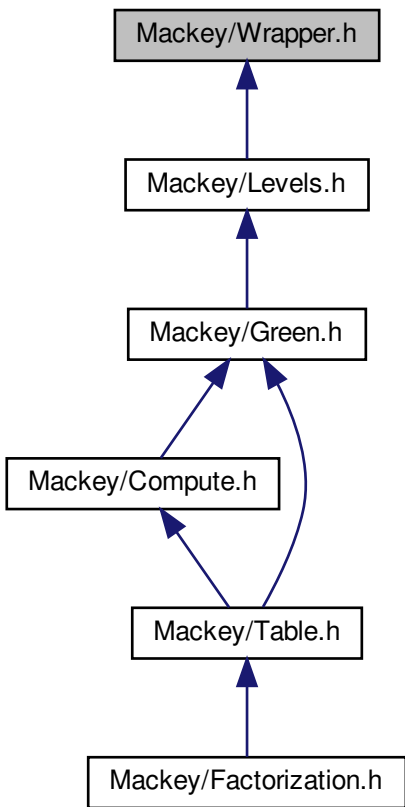 Mackey/Wrapper.h
Mackey/Levels.h
Mackey/Green.h
Mackey/Compute.h
Mackey/Table.h
Mackey/Factorization.h